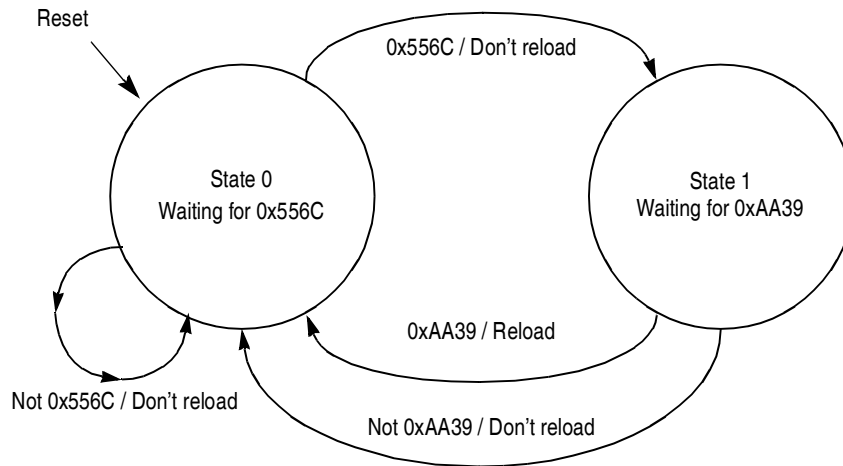 Reset
0x556C / Don't reload
State 0
Waiting for 0x556C
State 1
Waiting for 0xAA39
0xAA39 / Reload
Not 0x556C / Don't reload
Not 0xAA39 / Don't reload